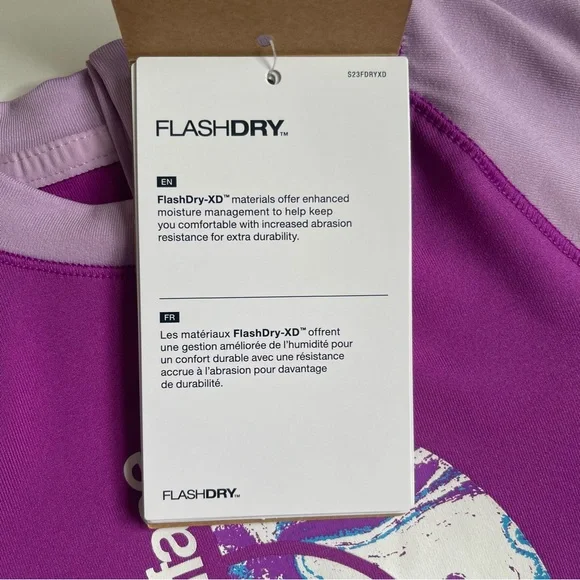 S23FDRYXD
FLASHDRY™
EN
FlashDry-XD™ materials offer enhanced
moisture management to help keep
you comfortable with increased abrasion
resistance for extra durability.
FR
Les matériaux FlashDry-XD™ offrent
une gestion améliorée de l'humidité pour
un confort durable avec une résistance
accrue à l'abrasion pour davantage
de durabilité.
FLASHDRY™